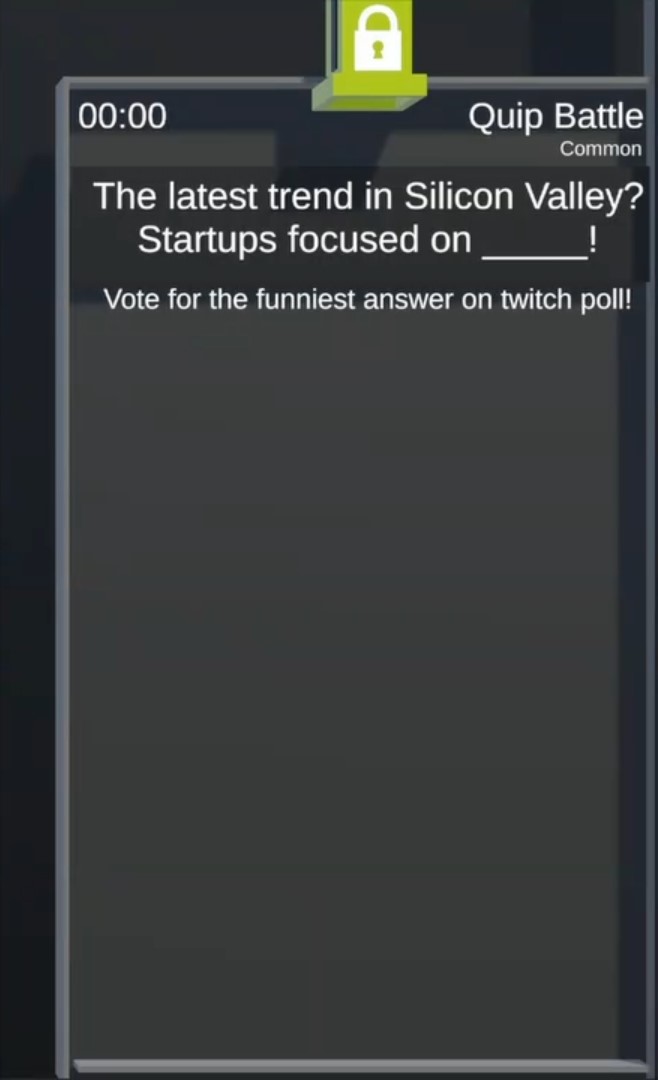 00:00
Quip Battle
Common
The latest trend in Silicon Valley?
Startups focused on _____!
Vote for the funniest answer on twitch poll!